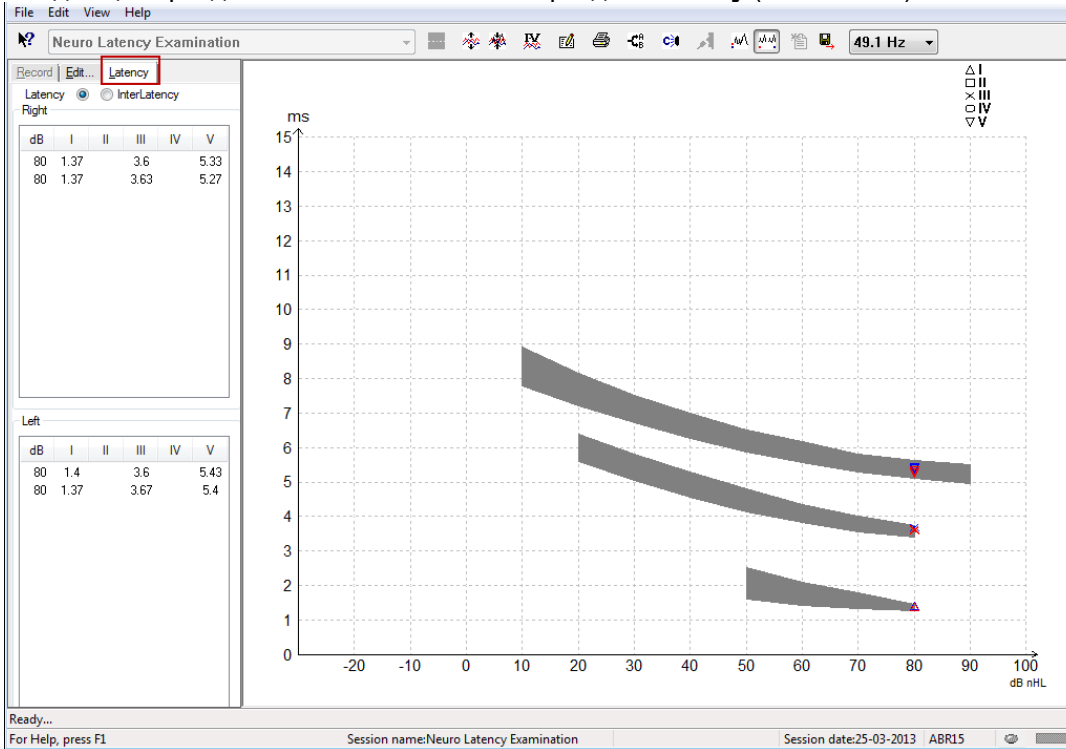 File Edit View Help
Neuro Latency Examination 49.1 Hz
Record Edit... Latency
Latency InterLatency
Right
dB I II III IV V
80 1.37 3.6 5.33
80 1.37 3.63 5.27
Left
dB I II III IV V
80 1.4 3.6 5.43
80 1.37 3.67 5.4
I
II
III
IV
V
ms
15
14
13
12
11
10
9
8
7
6
5
4
3
2
1
0
-20 -10 0 10 20 30 40 50 60 70 80 90 100
dB nHL
Ready...
For Help, press F1 Session name:Neuro Latency Examination Session date:25-03-2013 ABR15